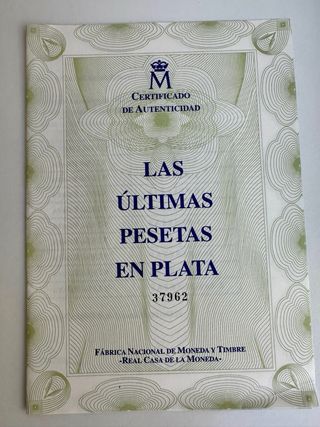 M
CERTIFICADO
DE AUTENTICIDAD
LAS
ÚLTIMAS
PESETAS
EN PLATA
37962
FÁBRICA NACIONAL DE MONEDA Y TIMBRE
-REAL CASA DE LA MONEDA-